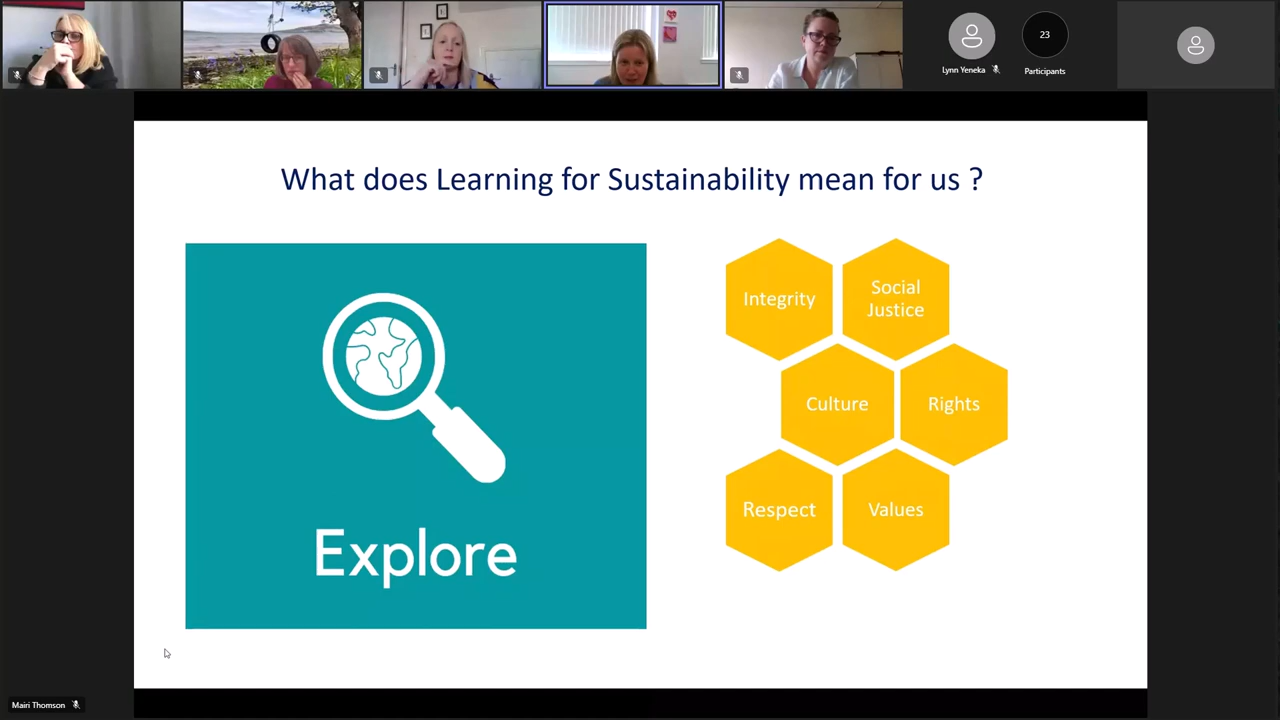 Lynn Yeneka
23
Participants
What does Learning for Sustainability mean for us ?
Explore
Integrity
Social
Justice
Culture
Rights
Respect
Values
Mairi Thomson